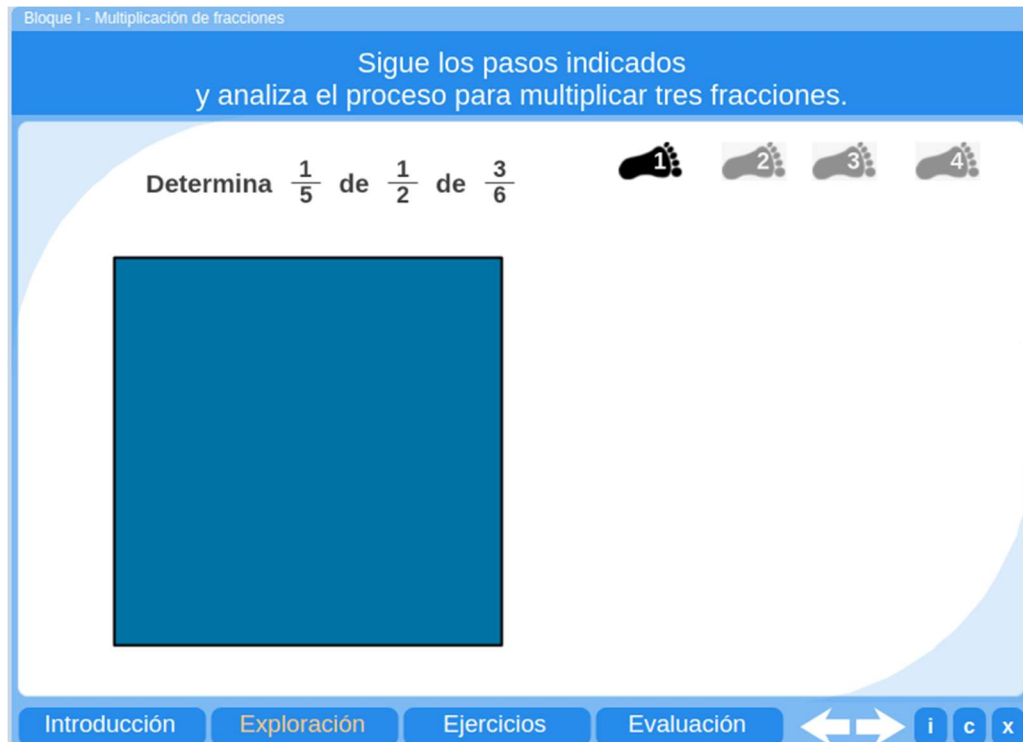 Bloque I - Multiplicación de fracciones
Sigue los pasos indicados
y analiza el proceso para multiplicar tres fracciones.
Determina 1/5 de 1/2 de 3/6
1 2 3 4
Introducción Exploración Ejercicios Evaluación i c x